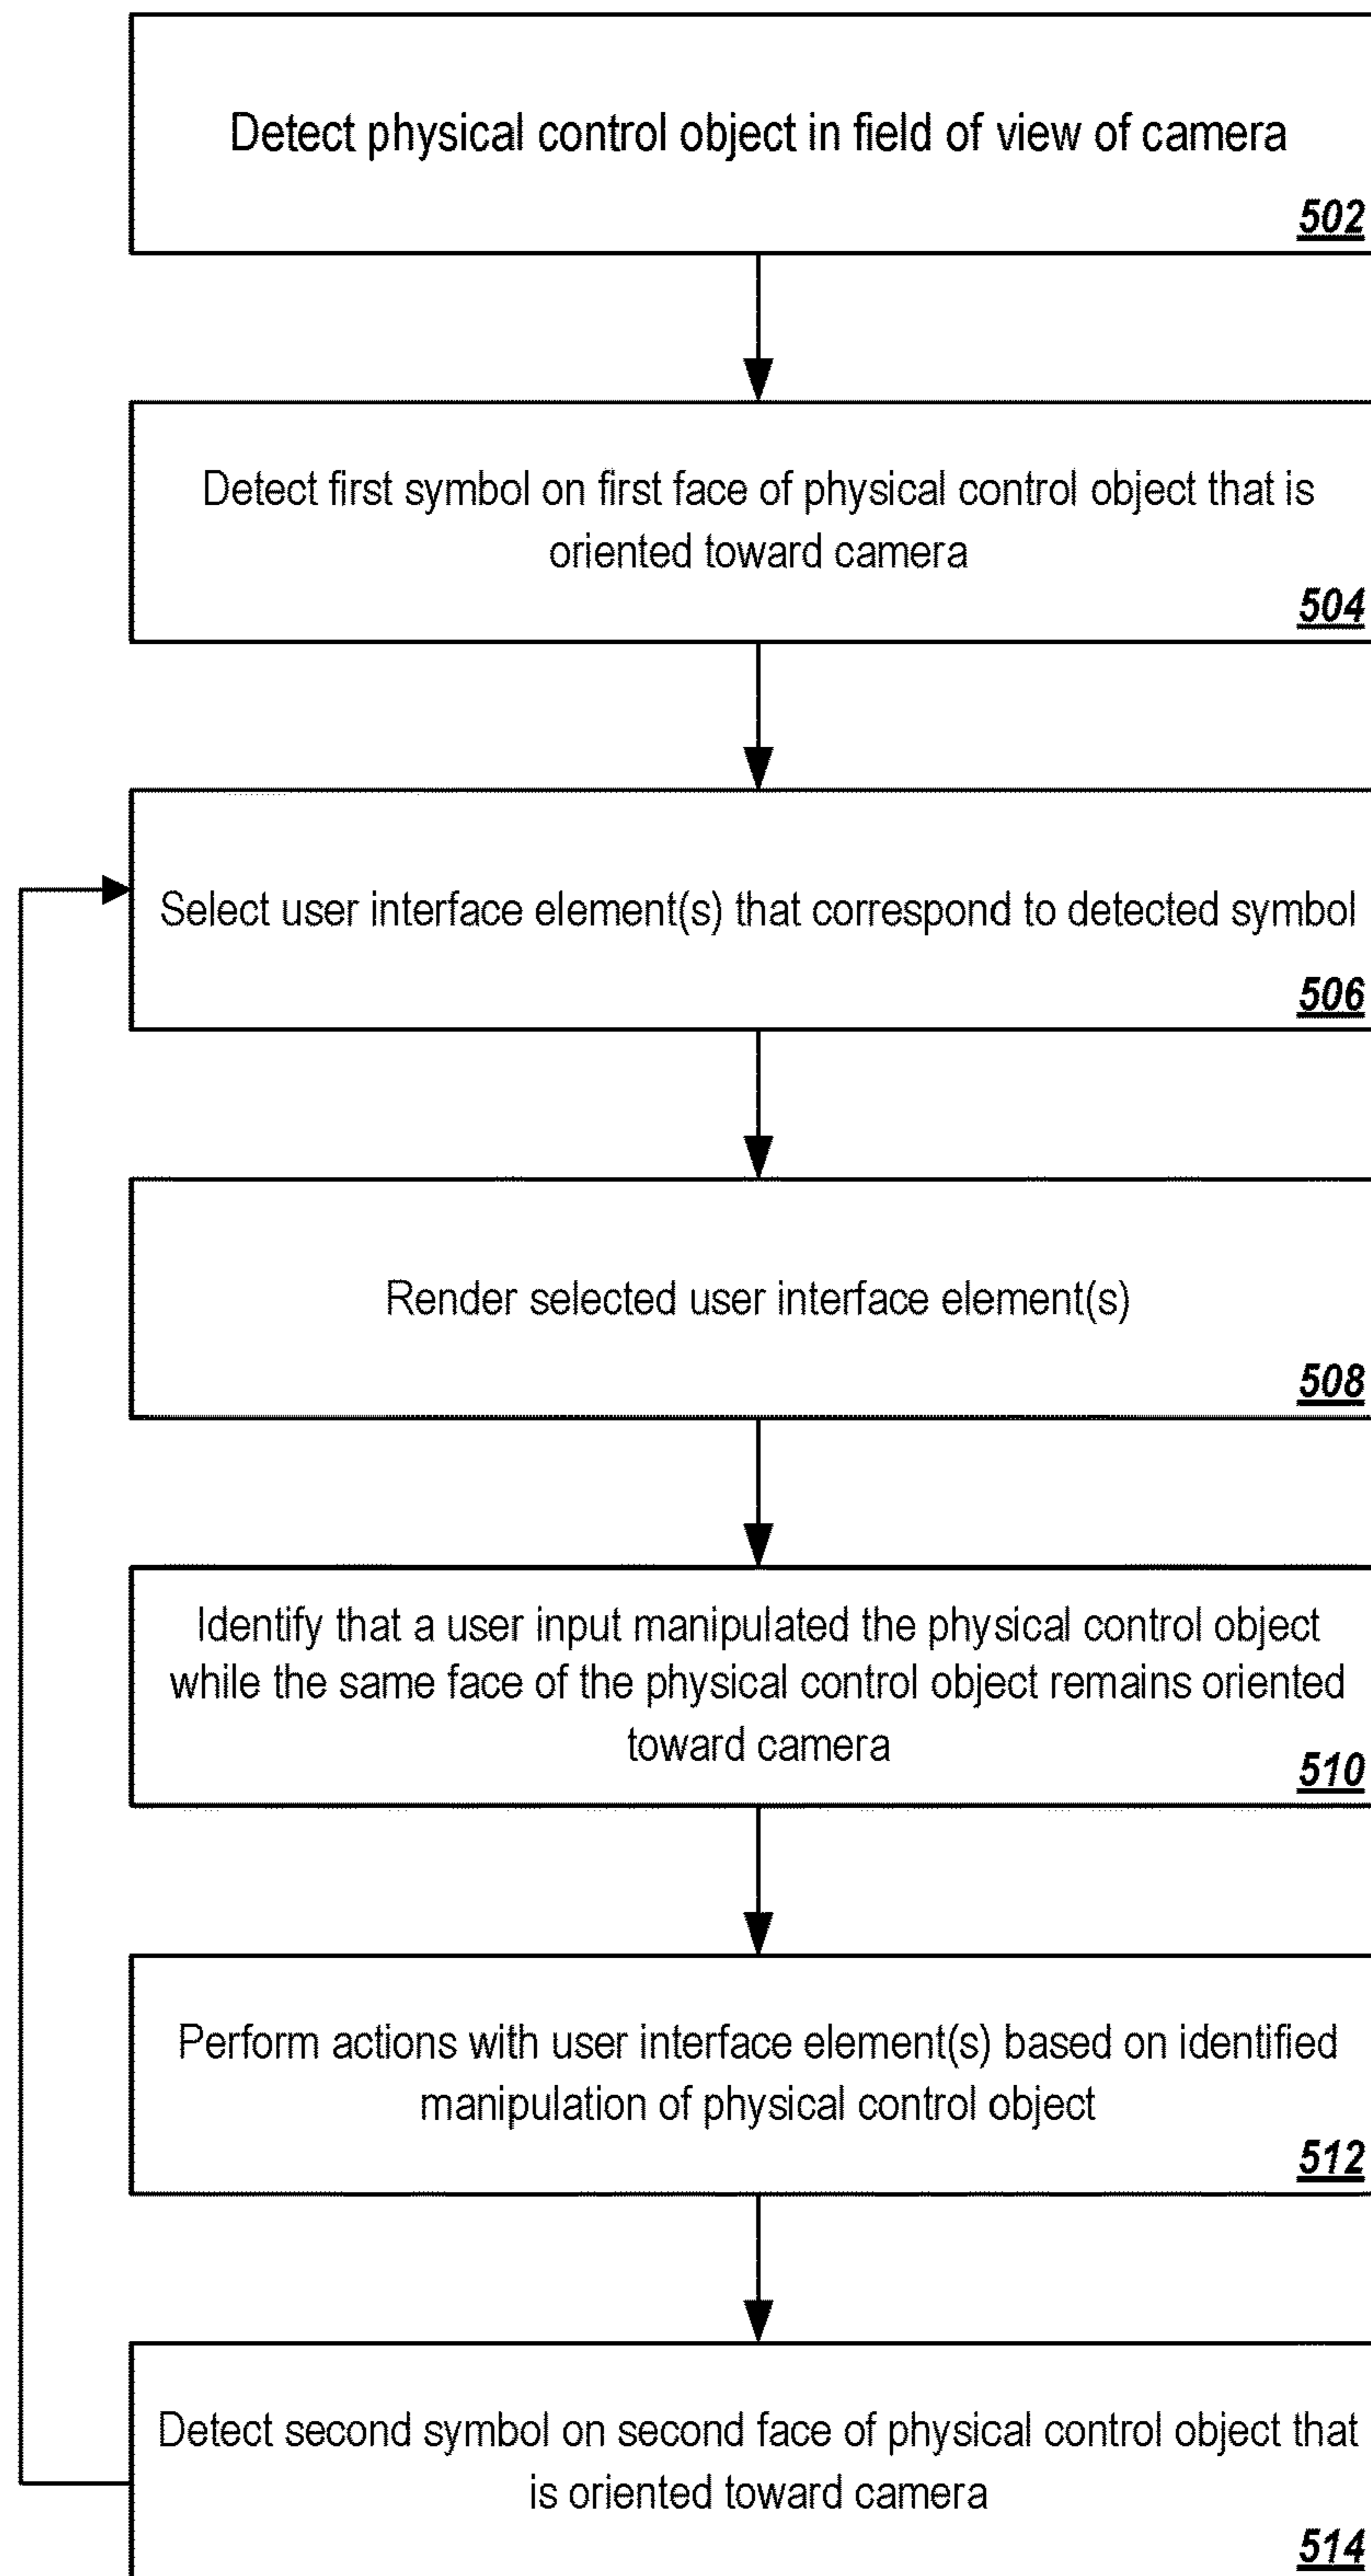 Detect physical control object in field of view of camera
502
Detect first symbol on first face of physical control object that is
oriented toward camera
504
Select user interface element(s) that correspond to detected symbol
506
Render selected user interface element(s)
508
Identify that a user input manipulated the physical control object
while the same face of the physical control object remains oriented
toward camera
510
Perform actions with user interface element(s) based on identified
manipulation of physical control object
512
Detect second symbol on second face of physical control object that
is oriented toward camera
514